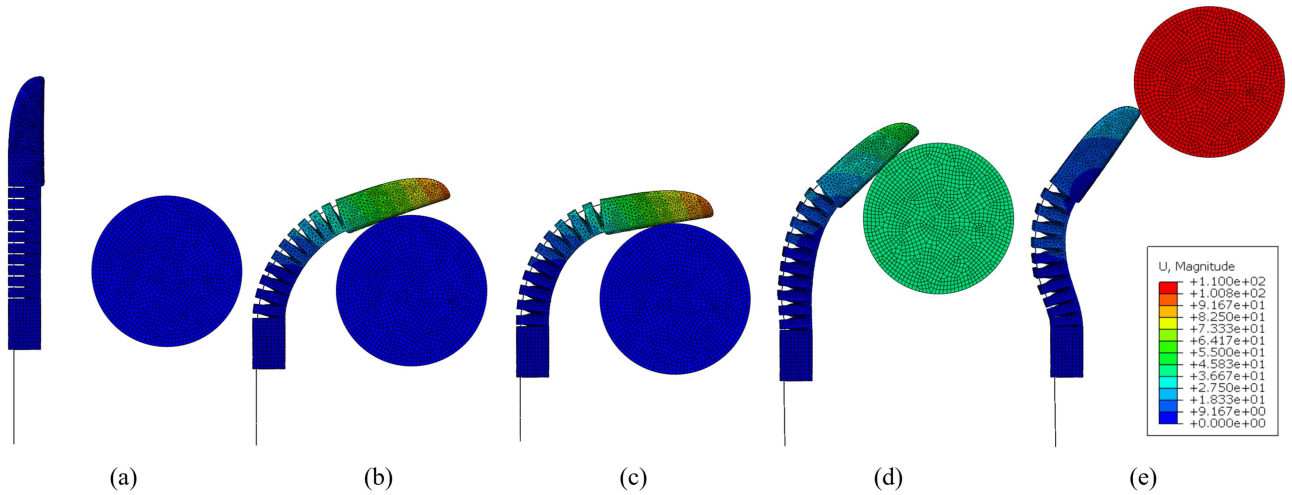 U, Magnitude
+1.100e+02
+1.008e+02
+9.167e+01
+8.250e+01
+7.333e+01
+6.417e+01
+5.500e+01
+4.583e+01
+3.667e+01
+2.750e+01
+1.833e+01
+9.167e+00
+0.000e+00
(a) (b) (c) (d) (e)